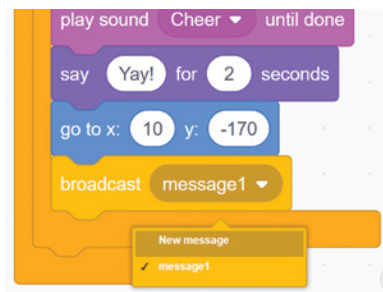 play sound Cheer until done
say Yay! for 2 seconds
go to x: 10 y: -170
broadcast message1
New message
✓ message1